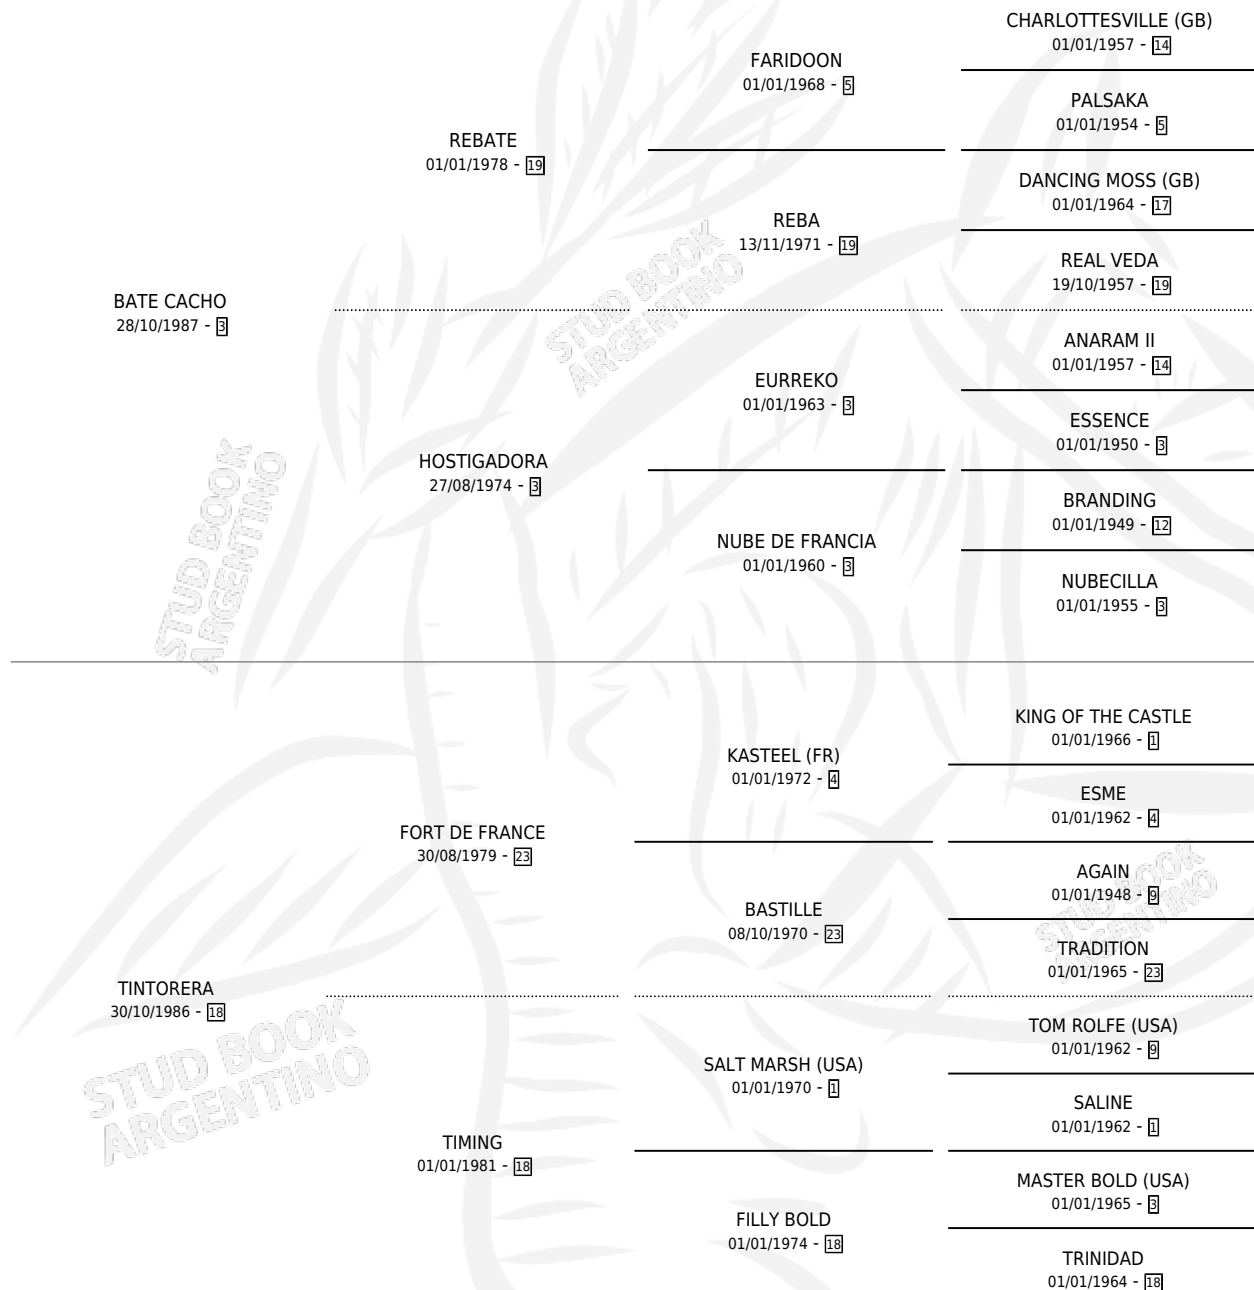 CHARLOTTESVILLE (GB)
01/01/1957 - 14
FARIDOON
01/01/1968 - 5
PALSAKA
01/01/1954 - 5
REBATE
01/01/1978 - 19
DANCING MOSS (GB)
01/01/1964 - 17
REBA
13/11/1971 - 19
REAL VEDA
19/10/1957 - 19
BATE CACHO
28/10/1987 - 3
STUD BOOK
ARGENTINO
ANARAM II
01/01/1957 - 14
EURREKO
01/01/1963 - 3
ESSENCE
01/01/1950 - 3
HOSTIGADORA
27/08/1974 - 3
BRANDING
01/01/1949 - 12
NUBE DE FRANCIA
01/01/1960 - 3
NUBECILLA
01/01/1955 - 3
STUD BOOK
ARGENTINO
KING OF THE CASTLE
01/01/1966 - 1
KASTEEL (FR)
01/01/1972 - 4
ESME
01/01/1962 - 4
FORT DE FRANCE
30/08/1979 - 23
AGAIN
01/01/1948 - 9
BASTILLE
08/10/1970 - 23
STUD BOOK
ARGENTINO
TRADITION
01/01/1965 - 23
TINTORERA
30/10/1986 - 18
STUD BOOK
ARGENTINO
TOM ROLFE (USA)
01/01/1962 - 9
SALT MARSH (USA)
01/01/1970 - 1
SALINE
01/01/1962 - 1
TIMING
01/01/1981 - 18
MASTER BOLD (USA)
01/01/1965 - 3
FILLY BOLD
01/01/1974 - 18
TRINIDAD
01/01/1964 - 18